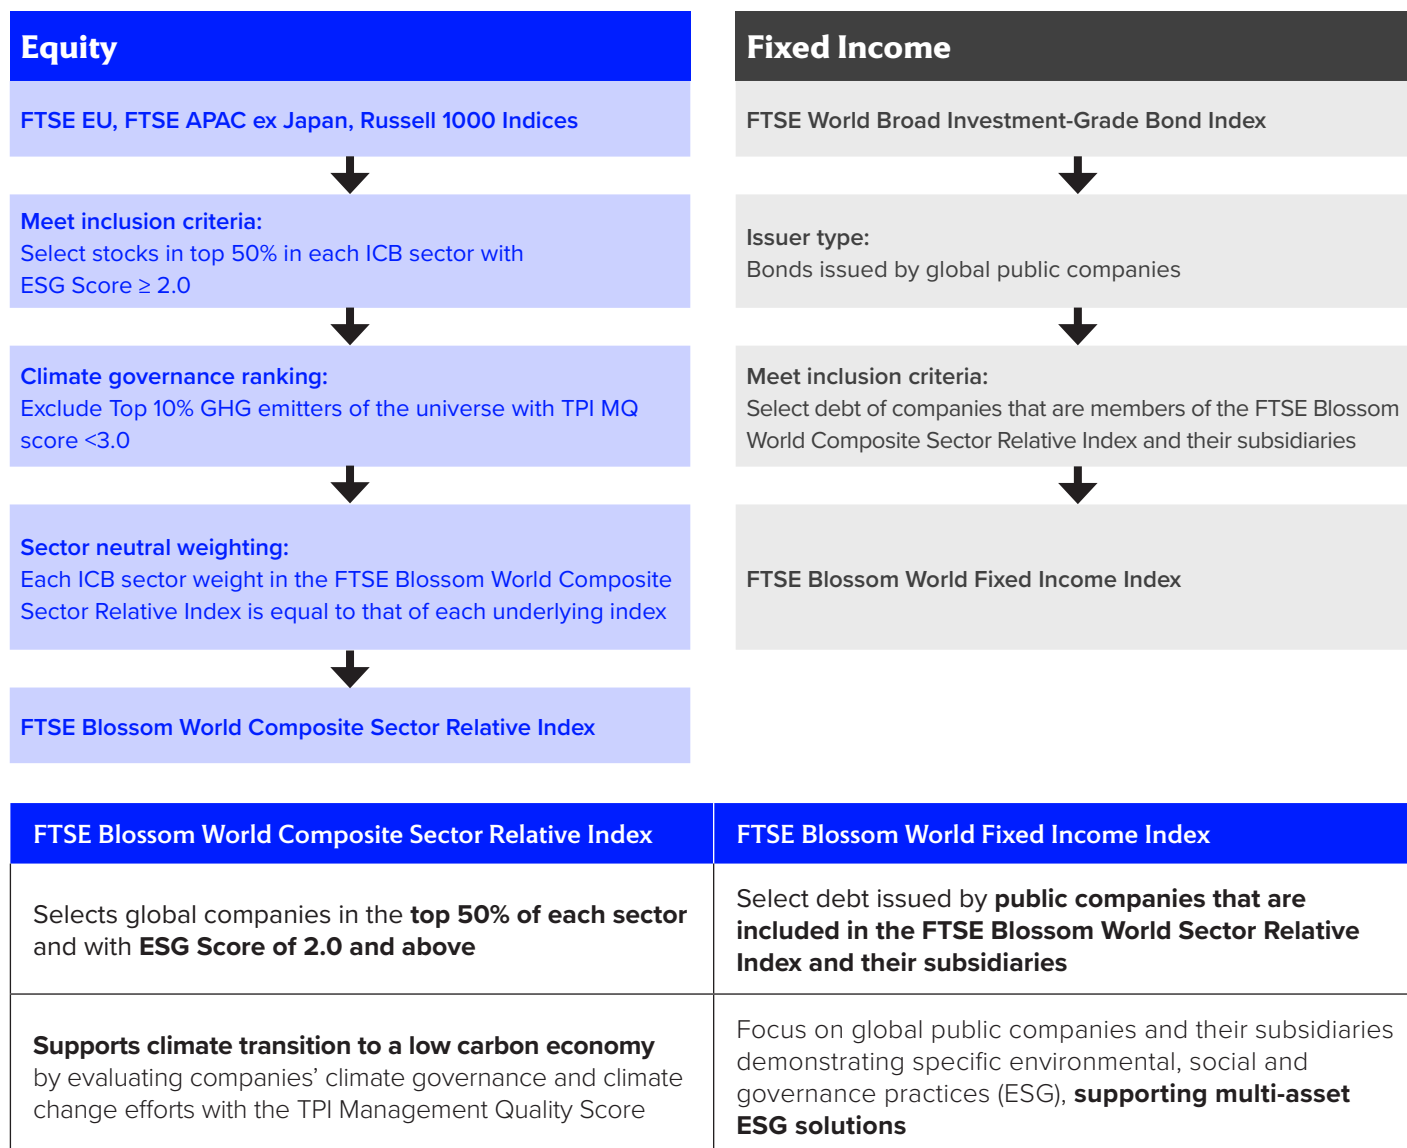 Equity
FTSE EU, FTSE APAC ex Japan, Russell 1000 Indices
Meet inclusion criteria:
Select stocks in top 50% in each ICB sector with
ESG Score ≥ 2.0
Climate governance ranking:
Exclude Top 10% GHG emitters of the universe with TPI MQ
score <3.0
Sector neutral weighting:
Each ICB sector weight in the FTSE Blossom World Composite
Sector Relative Index is equal to that of each underlying index
FTSE Blossom World Composite Sector Relative Index
Fixed Income
FTSE World Broad Investment-Grade Bond Index
Issuer type:
Bonds issued by global public companies
Meet inclusion criteria:
Select debt of companies that are members of the FTSE Blossom
World Composite Sector Relative Index and their subsidiaries
FTSE Blossom World Fixed Income Index
FTSE Blossom World Composite Sector Relative Index
FTSE Blossom World Fixed Income Index
Selects global companies in the top 50% of each sector
and with ESG Score of 2.0 and above
Select debt issued by public companies that are
included in the FTSE Blossom World Sector Relative
Index and their subsidiaries
Supports climate transition to a low carbon economy
by evaluating companies’ climate governance and climate
change efforts with the TPI Management Quality Score
Focus on global public companies and their subsidiaries
demonstrating specific environmental, social and
governance practices (ESG), supporting multi-asset
ESG solutions